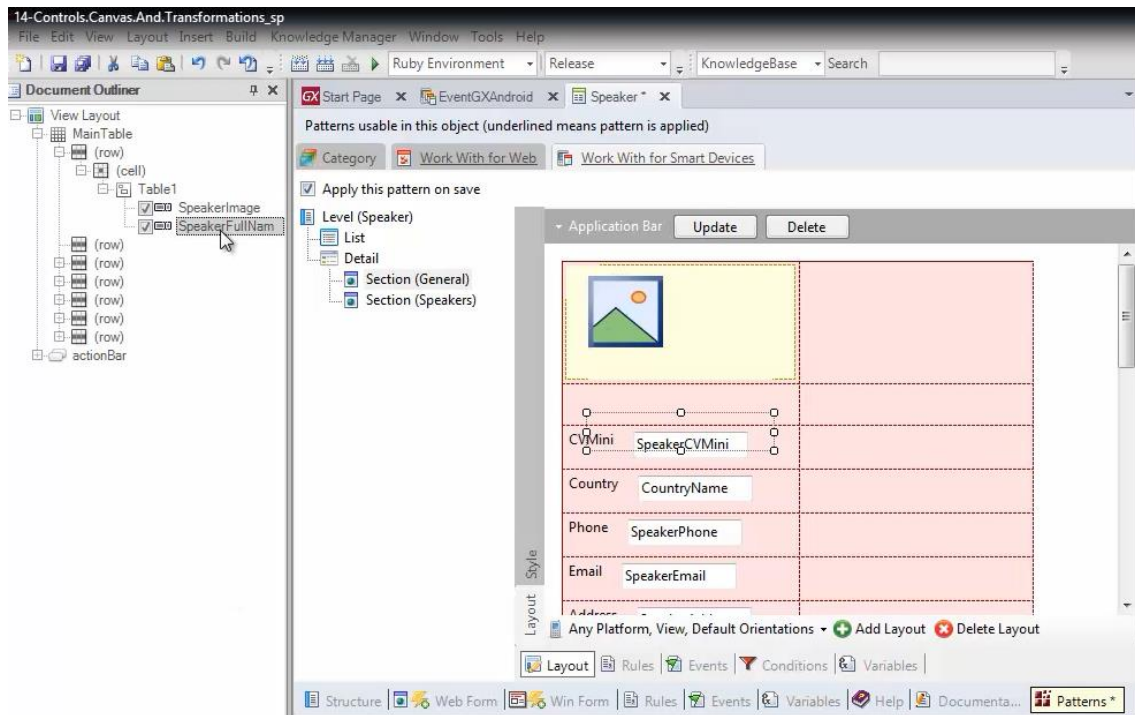 14-Controls.Canvas.And.Transformations_sp
File Edit View Layout Insert Build Knowledge Manager Window Tools Help
Ruby Environment Release KnowledgeBase Search
Document Outliner
GX Start Page EventGXAndroid Speaker *
View Layout
MainTable
(row)
(cell)
Table1
SpeakerImage
SpeakerFullNam
(row)
(row)
(row)
(row)
(row)
(row)
actionBar
Patterns usable in this object (underlined means pattern is applied)
Category Work With for Web Work With for Smart Devices
Apply this pattern on save
Level (Speaker)
List
Detail
Section (General)
Section (Speakers)
Application Bar Update Delete
CVMini SpeakerCVMini
Country CountryName
Phone SpeakerPhone
Email SpeakerEmail
Address
Style
Layout
Any Platform, View, Default Orientations Add Layout Delete Layout
Layout Rules Events Conditions Variables
Structure Web Form Win Form Rules Events Variables Help Documenta... Patterns *